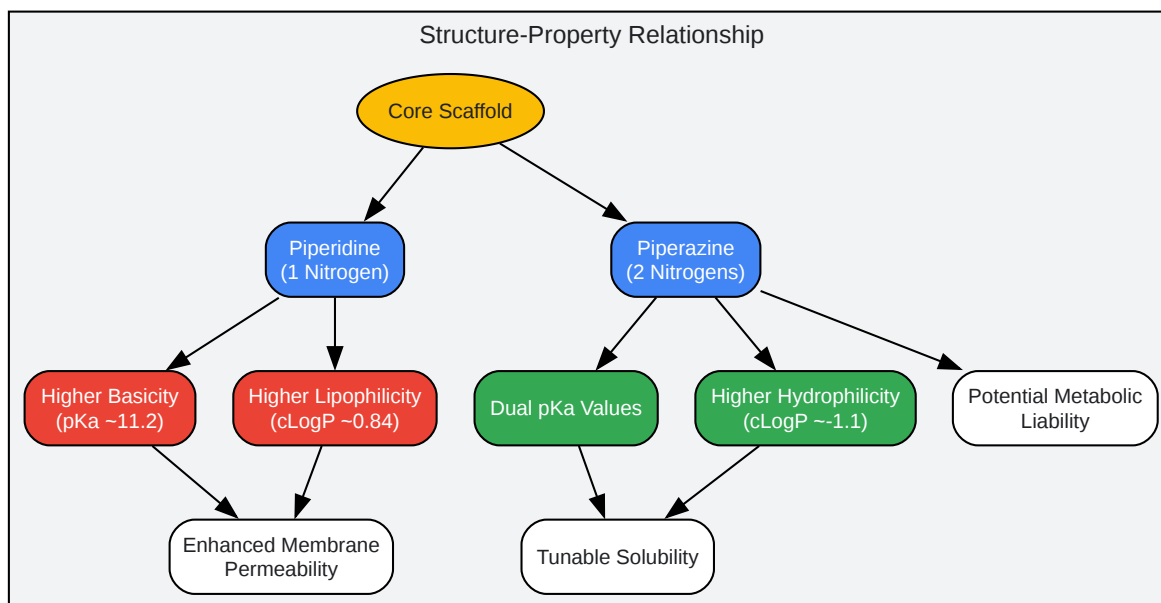 Structure-Property Relationship
Core Scaffold
Piperidine
(1 Nitrogen)
Piperazine
(2 Nitrogens)
Higher Basicity
(pKa ~11.2)
Higher Lipophilicity
(cLogP ~0.84)
Dual pKa Values
Higher Hydrophilicity
(cLogP ~-1.1)
Potential Metabolic
Liability
Enhanced Membrane
Permeability
Tunable Solubility